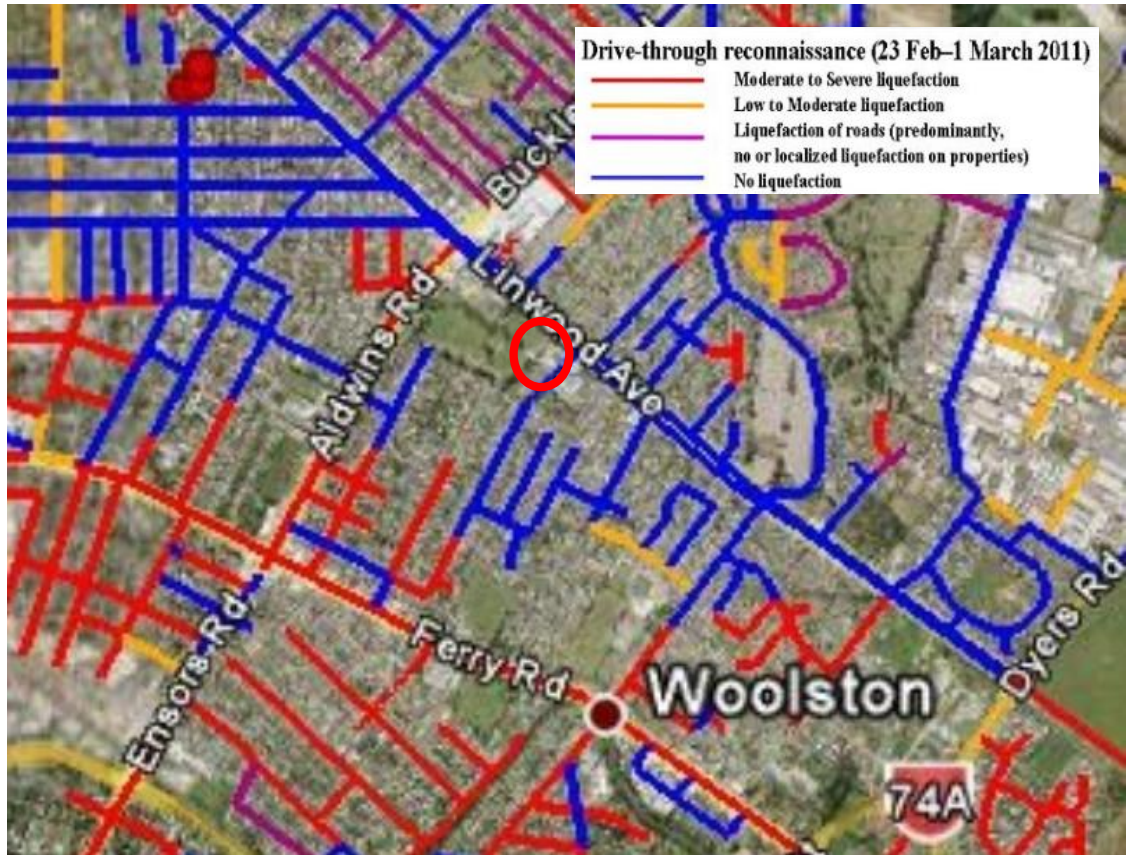 Drive-through reconnaissance (23 Feb–1 March 2011)
Moderate to Severe liquefaction
Low to Moderate liquefaction
Liquefaction of roads (predominantly,
no or localized liquefaction on properties)
No liquefaction
Linwood Ave
Aldwins Rd
Ensors Rd
Ferry Rd
Woolston
Dyers Rd
74A